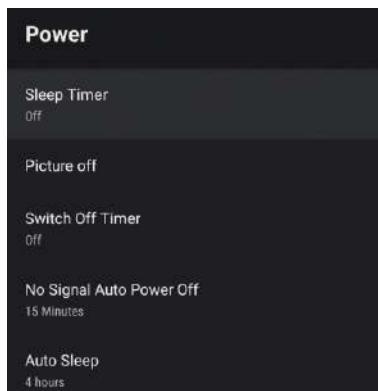 Power
Sleep Timer
Off
Picture off
Switch Off Timer
Off
No Signal Auto Power Off
15 Minutes
Auto Sleep
4 hours